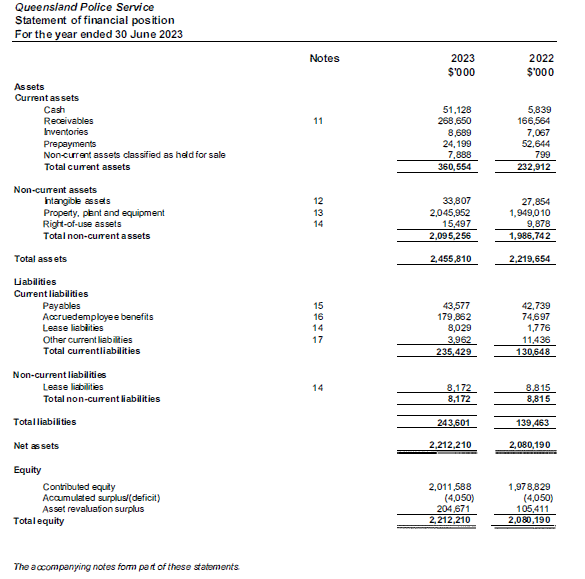 Queensland Police Service
Statement of financial position
For the year ended 30 June 2023
Notes 2023 2022
$'000 $'000
Assets
Current assets
Cash 51,128 5,839
Receivables 11 268,650 166,564
Inventories 8,689 7,067
Prepayments 24,199 52,644
Non-current assets classified as held for sale 7,888 799
Total current assets 360,554 232,912
Non-current assets
Intangible assets 12 33,807 27,854
Property, plant and equipment 13 2,045,952 1,949,010
Right-of-use assets 14 15,497 9,878
Total non-current assets 2,095,256 1,986,742
Total assets 2,455,810 2,219,654
Liabilities
Current liabilities
Payables 15 43,577 42,739
Accrued employee benefits 16 179,862 74,697
Lease liabilities 14 8,029 1,776
Other current liabilities 17 3,962 11,436
Total current liabilities 235,429 130,648
Non-current liabilities
Lease liabilities 14 8,172 8,815
Total non-current liabilities 8,172 8,815
Total liabilities 243,601 139,463
Net assets 2,212,210 2,080,190
Equity
Contributed equity 2,011,588 1,978,829
Accumulated surplus/(deficit) (4,050) (4,050)
Asset revaluation surplus 204,671 105,411
Total equity 2,212,210 2,080,190
The accompanying notes form part of these statements.